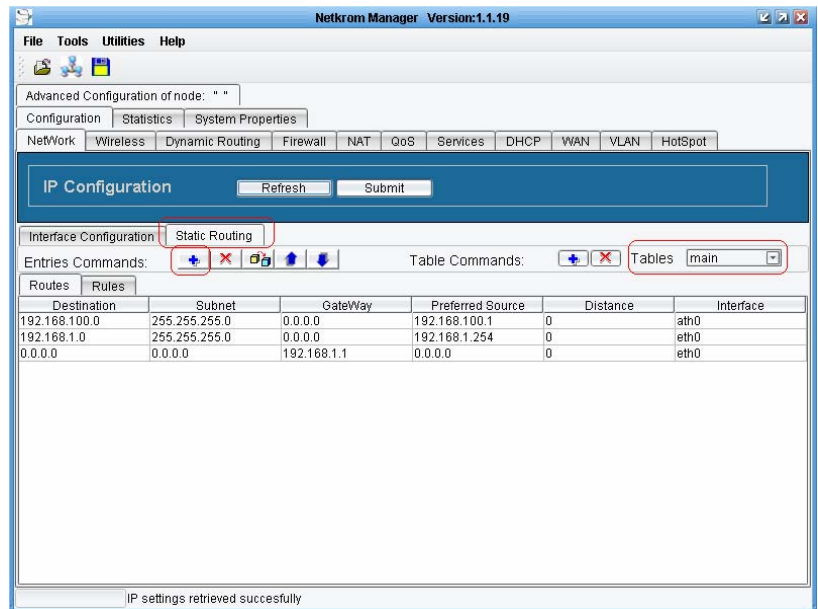 Netkrom Manager Version:1.1.19
File Tools Utilities Help
Advanced Configuration of node: " "
Configuration Statistics System Properties
NetWork Wireless Dynamic Routing Firewall NAT QoS Services DHCP WAN VLAN HotSpot
IP Configuration Refresh Submit
Interface Configuration Static Routing
Entries Commands: Table Commands: Tables main
Routes Rules
Destination Subnet GateWay Preferred Source Distance Interface
192.168.100.0 255.255.255.0 0.0.0.0 192.168.100.1 0 ath0
192.168.1.0 255.255.255.0 0.0.0.0 192.168.1.254 0 eth0
0.0.0.0 0.0.0.0 192.168.1.1 0.0.0.0 0 eth0
IP settings retrieved succesfully